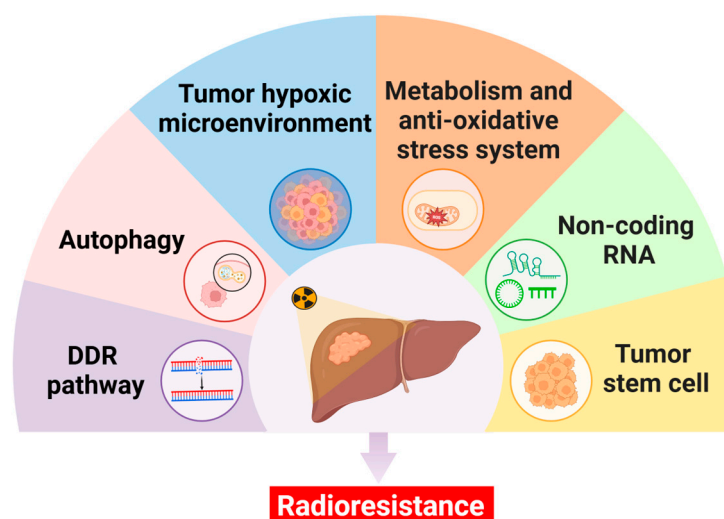 Tumor hypoxic
microenvironment
Metabolism and
anti-oxidative
stress system
Autophagy
Non-coding
RNA
DDR
pathway
Tumor
stem cell
Radioresistance